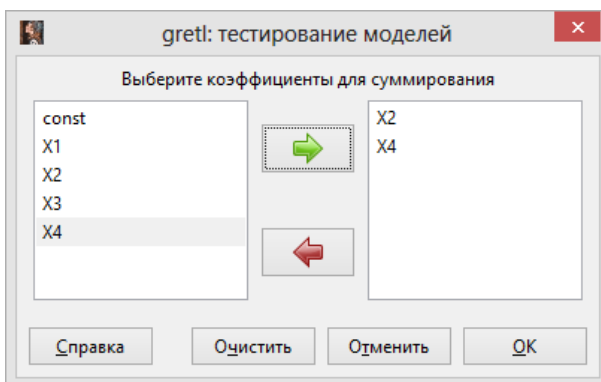 gretl: тестирование моделей
Выберите коэффициенты для суммирования
const
X1
X2
X3
X4
X2
X4
Справка
Очистить
Отменить
OK